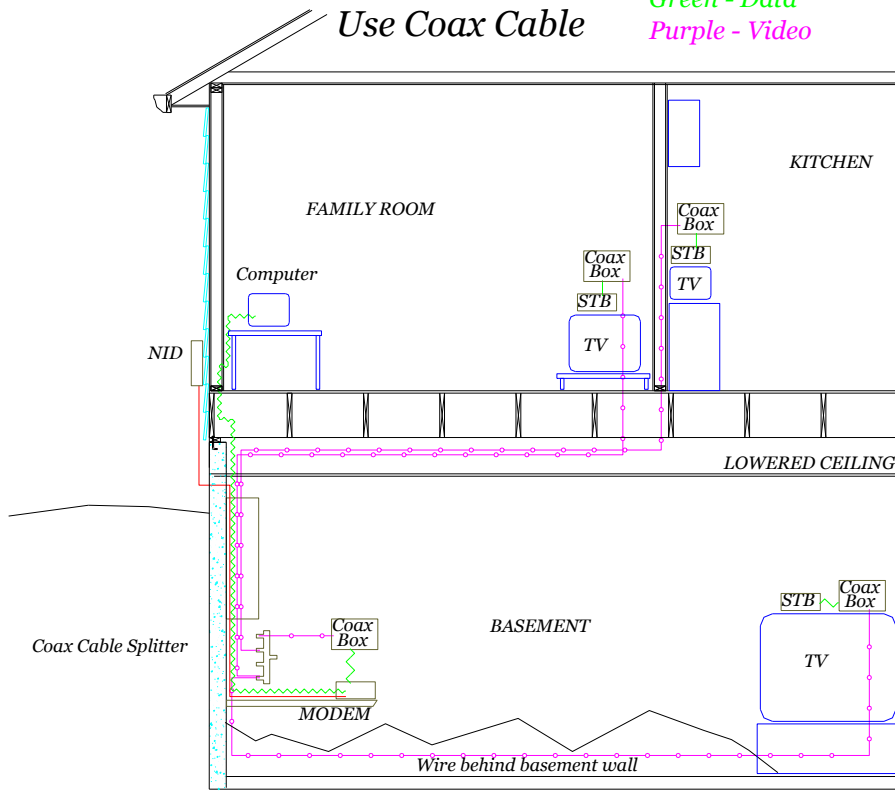 Green - Data
Use Coax Cable
Purple - Video
KITCHEN
FAMILY ROOM
Coax
Box
STB
TV
Coax
Box
STB
TV
Computer
NID
LOWERED CEILING
STB
Coax
Box
TV
BASEMENT
Coax
Box
Coax Cable Splitter
MODEM
Wire behind basement wall